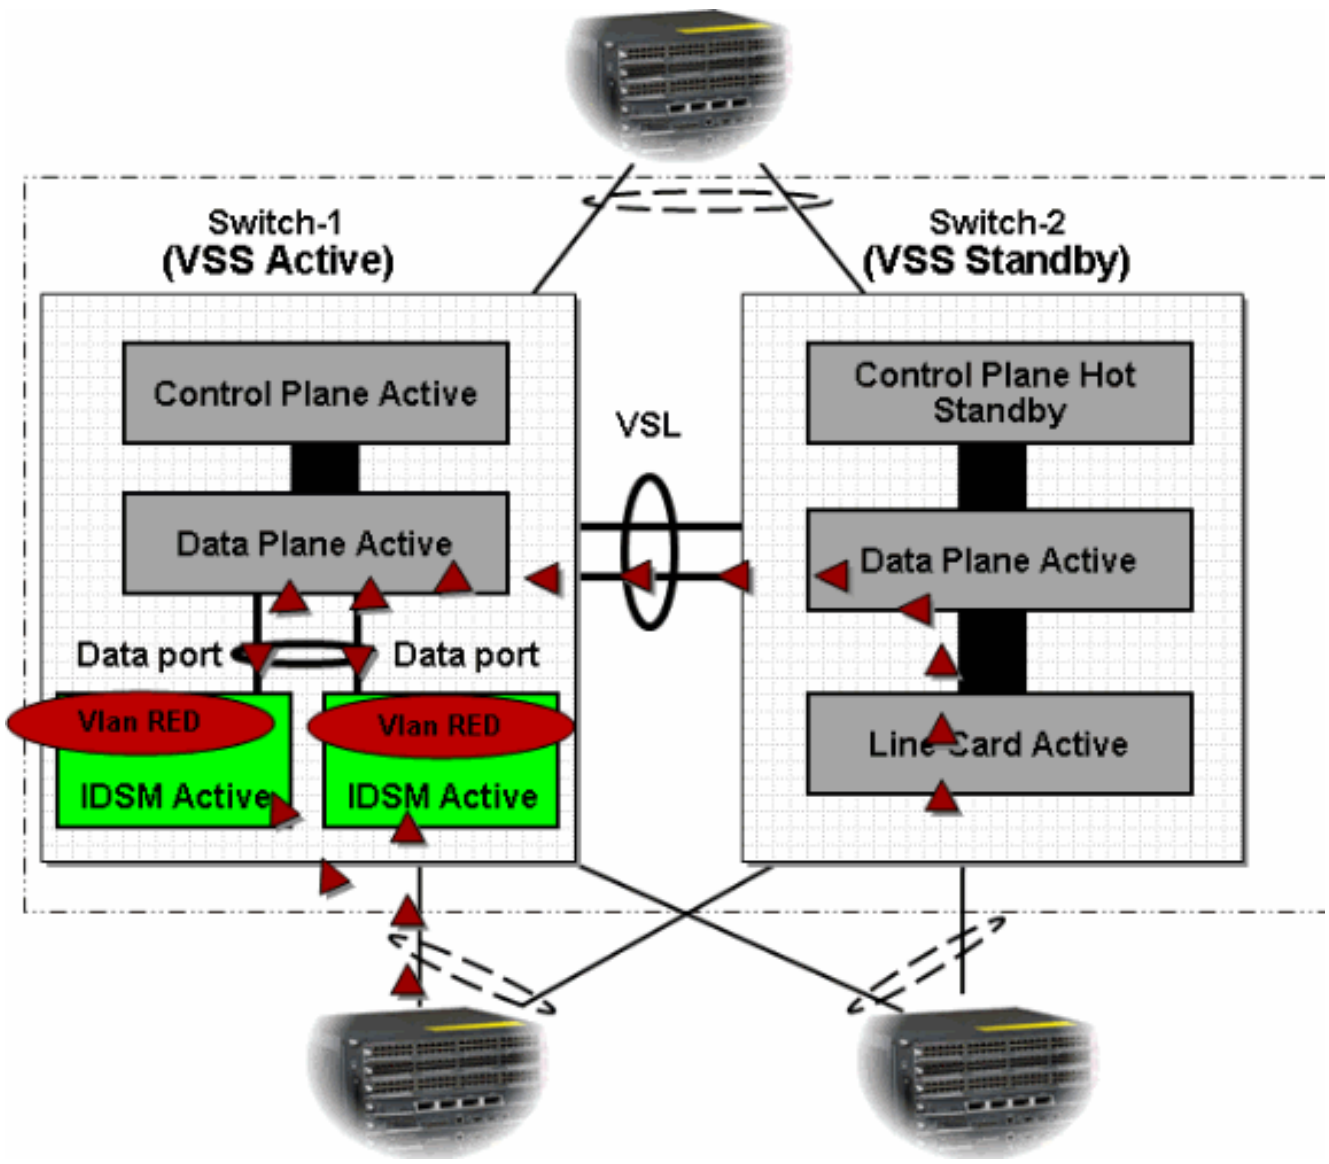 Switch-1
(VSS Active)
Switch-2
(VSS Standby)
Control Plane Active
Control Plane Hot
Standby
VSL
Data Plane Active
Data Plane Active
Data port
Data port
Vlan RED
Vlan RED
Line Card Active
IDSM Active
IDSM Active